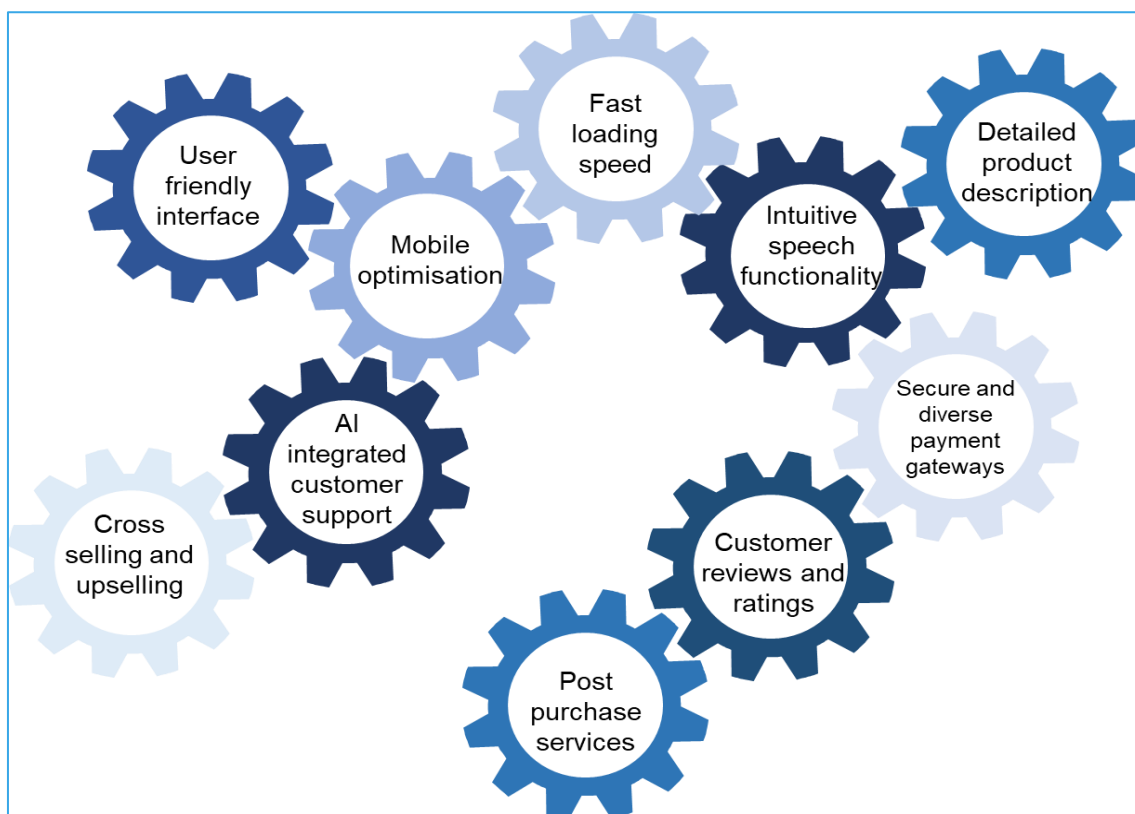 User
friendly
interface
Mobile
optimisation
Fast
loading
speed
Intuitive
speech
functionality
Detailed
product
description
AI
integrated
customer
support
Secure and
diverse
payment
gateways
Cross
selling and
upselling
Customer
reviews and
ratings
Post
purchase
services